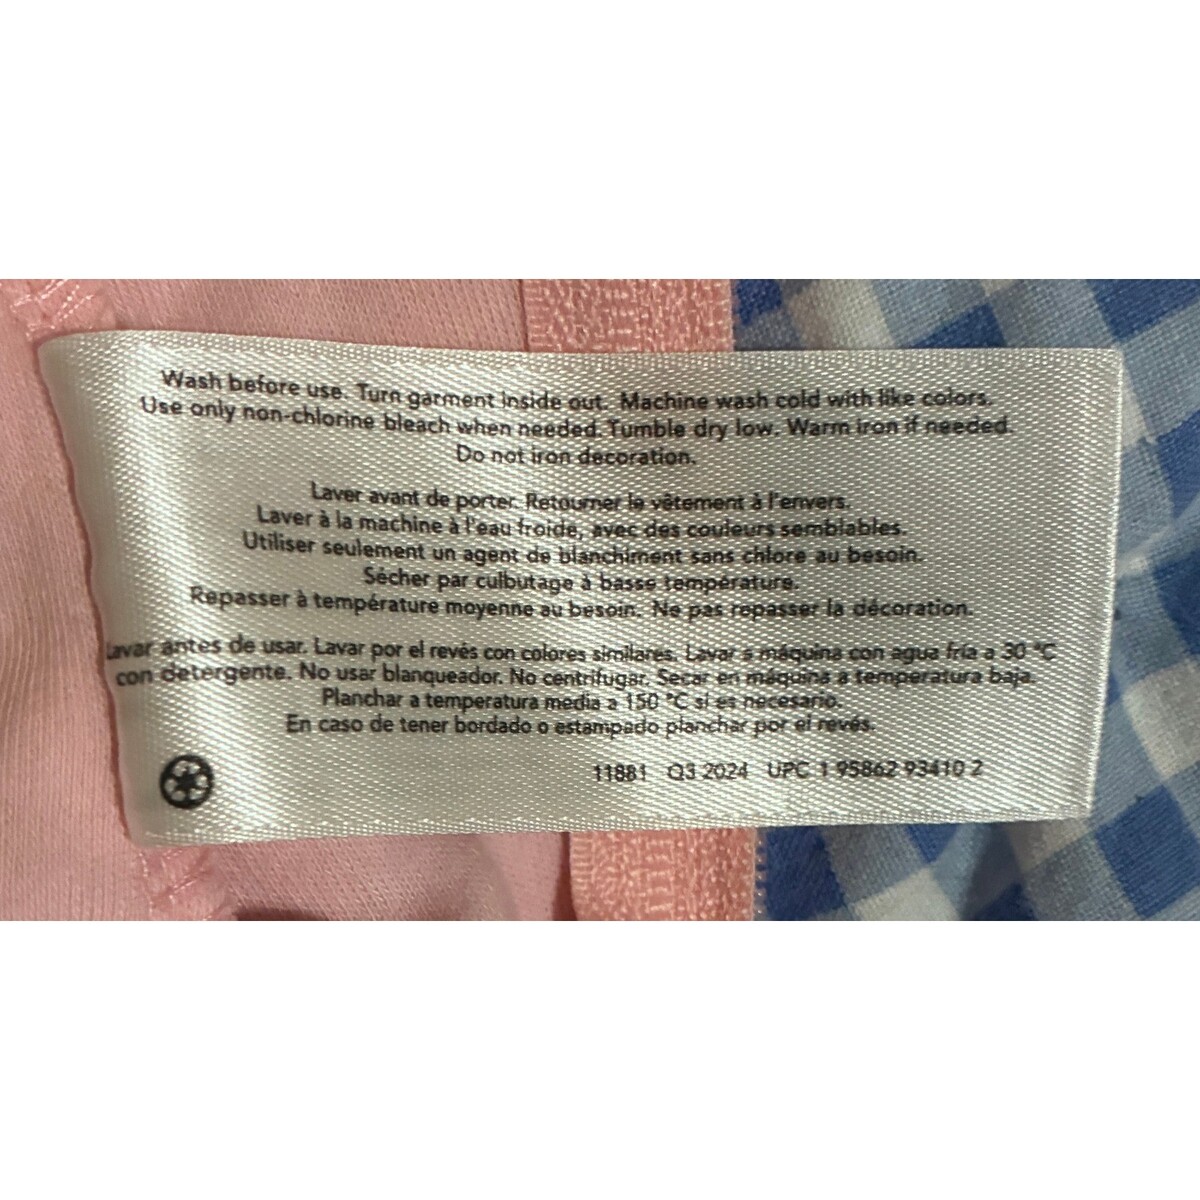 Wash before use. Turn garment inside out. Machine wash cold with like colors.
Use only non-chlorine bleach when needed. Tumble dry low. Warm iron if needed.
Do not iron decoration.
Laver avant de porter. Retourner le vêtement à l'envers.
Laver à la machine à l'eau froide, avec des couleurs semblables.
Utiliser seulement un agent de blanchiment sans chlore au besoin.
Sécher par culbutage à basse température.
Repasser à température moyenne au besoin. Ne pas repasser la décoration.
Lavar antes de usar. Lavar por el revés con colores similares. Lavar a máquina con agua fría a 30 °C
con detergente. No usar blanqueador. No centrifugar. Secar en máquina a temperatura baja.
Planchar a temperatura media a 150 °C si es necesario.
En caso de tener bordado o estampado planchar por el revés.
11881 Q3 2024 UPC 1 95862 93410 2